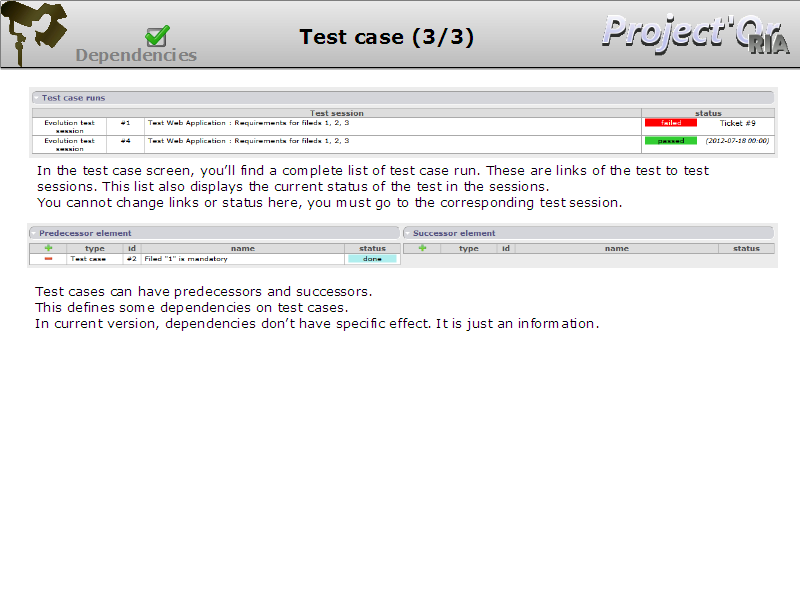 Dependencies
Test case (3/3)
Project'Or
RIA
Test case runs
Test session status
Evolution test session #1 Test Web Application : Requirements for fileds 1, 2, 3 failed Ticket #9
Evolution test session #4 Test Web Application : Requirements for fileds 1, 2, 3 passed (2012-07-18 00:00)
In the test case screen, you’ll find a complete list of test case run. These are links of the test to test
sessions. This list also displays the current status of the test in the sessions.
You cannot change links or status here, you must go to the corresponding test session.
Predecessor element Successor element
type id name status type id name status
Test case #2 Filed "1" is mandatory done
Test cases can have predecessors and successors.
This defines some dependencies on test cases.
In current version, dependencies don’t have specific effect. It is just an information.